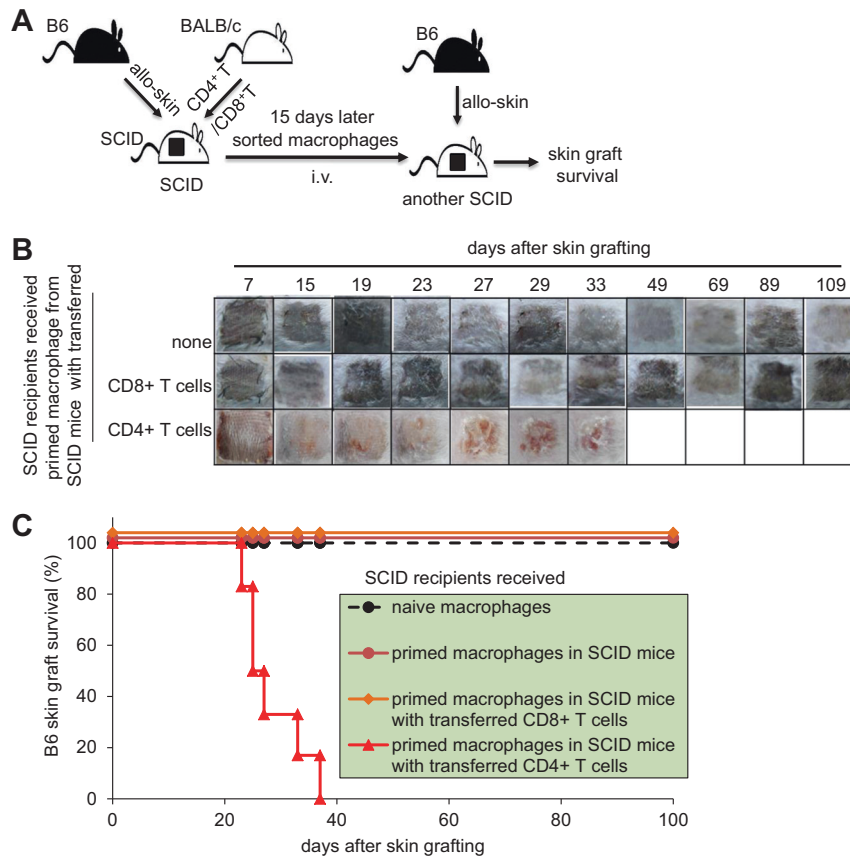 A
B6
BALB/c
B6
allo-skin
CD4+ T
/CD8+T
allo-skin
15 days later
sorted macrophages
i.v.
SCID
SCID
another SCID
skin graft
survival
B
days after skin grafting
7 15 19 23 27 29 33 49 69 89 109
SCID recipients received
primed macrophage from
SCID mice with transferred
none
CD8+ T cells
CD4+ T cells
C
B6 skin graft survival (%)
100
80
60
40
20
0
SCID recipients received
naive macrophages
primed macrophages in SCID mice
primed macrophages in SCID mice
with transferred CD8+ T cells
primed macrophages in SCID mice
with transferred CD4+ T cells
0 20 40 60 80 100
days after skin grafting